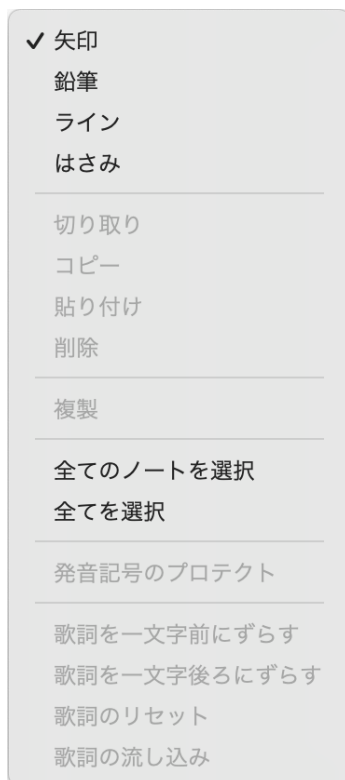 矢印
鉛筆
ライン
はさみ
切り取り
コピー
貼り付け
削除
複製
全てのノートを選択
全てを選択
発音記号のプロテクト
歌詞を一文字前にずらす
歌詞を一文字後ろにずらす
歌詞のリセット
歌詞の流し込み